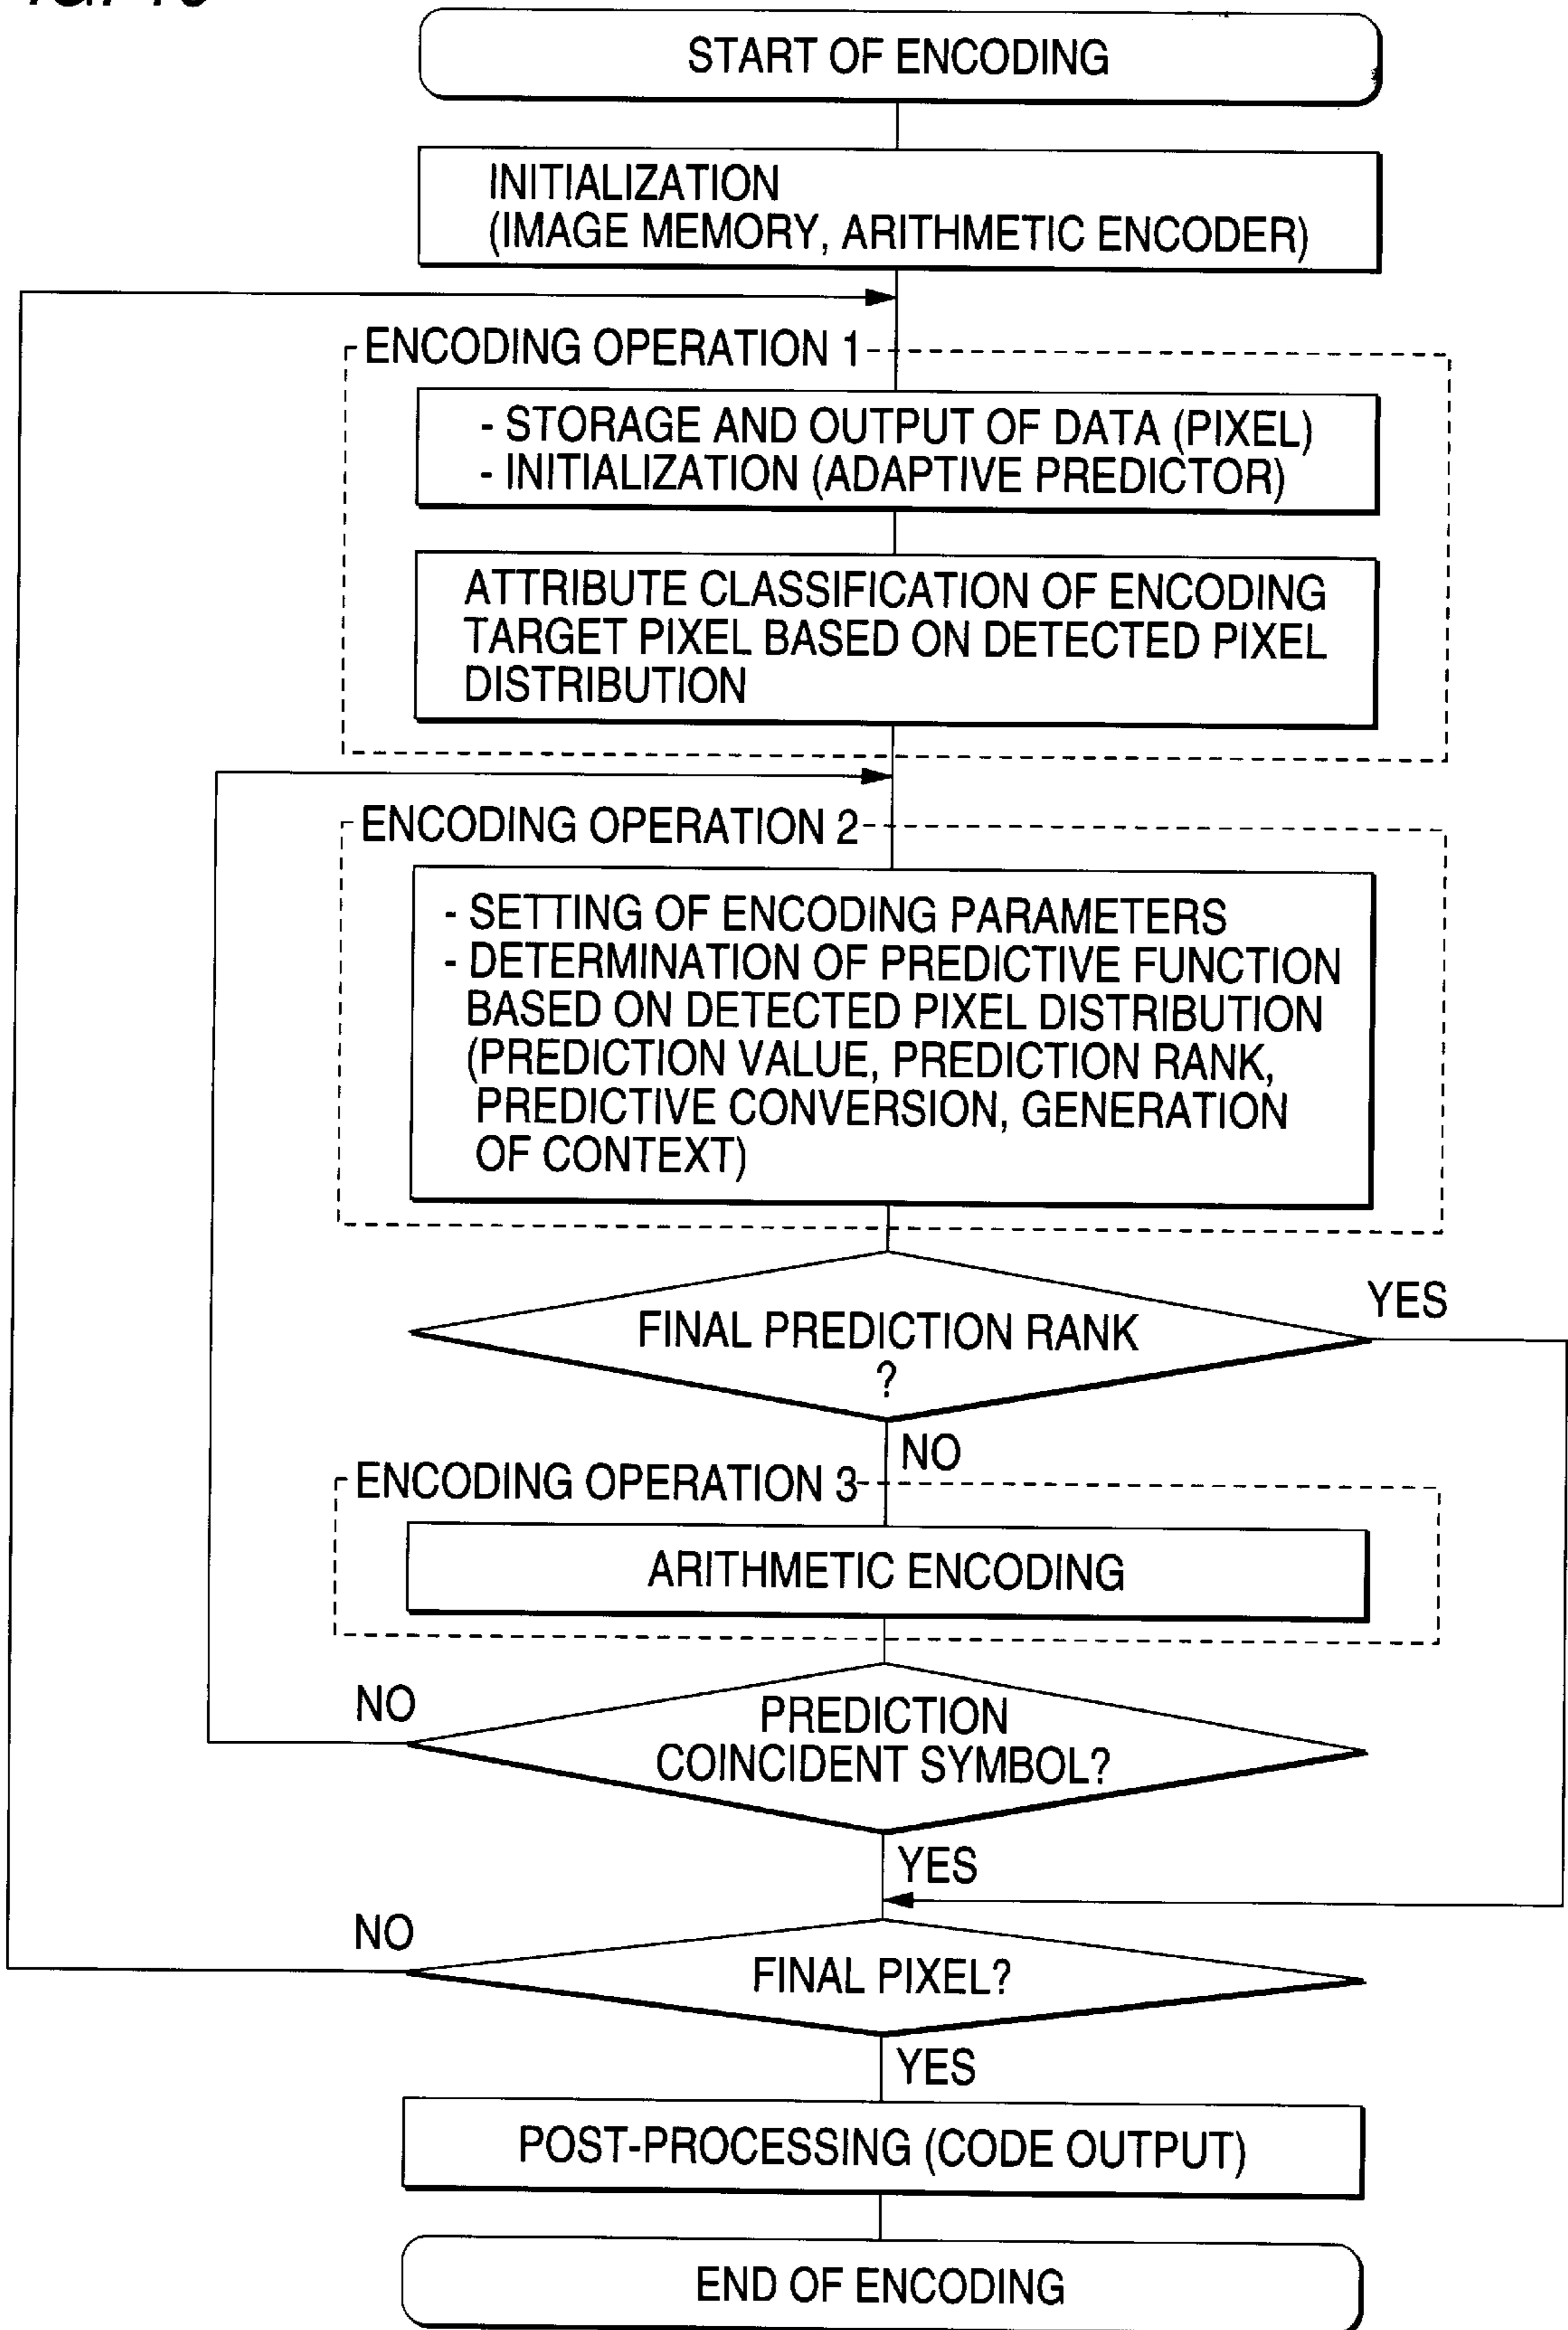 START OF ENCODING
INITIALIZATION
(IMAGE MEMORY, ARITHMETIC ENCODER)
ENCODING OPERATION 1
- STORAGE AND OUTPUT OF DATA (PIXEL)
- INITIALIZATION (ADAPTIVE PREDICTOR)
ATTRIBUTE CLASSIFICATION OF ENCODING
TARGET PIXEL BASED ON DETECTED PIXEL
DISTRIBUTION
ENCODING OPERATION 2
- SETTING OF ENCODING PARAMETERS
- DETERMINATION OF PREDICTIVE FUNCTION
BASED ON DETECTED PIXEL DISTRIBUTION
(PREDICTION VALUE, PREDICTION RANK,
PREDICTIVE CONVERSION, GENERATION
OF CONTEXT)
YES
FINAL PREDICTION RANK
?
NO
ENCODING OPERATION 3
ARITHMETIC ENCODING
NO
PREDICTION
COINCIDENT SYMBOL?
YES
NO
FINAL PIXEL?
YES
POST-PROCESSING (CODE OUTPUT)
END OF ENCODING